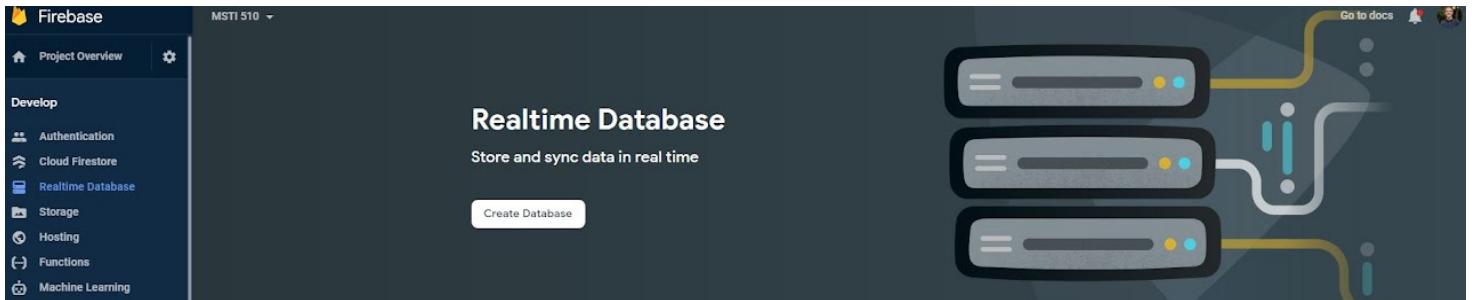 Firebase
Project Overview
Develop
Authentication
Cloud Firestore
Realtime Database
Storage
Hosting
Functions
Machine Learning
MSTI 510
Go to docs
Realtime Database
Store and sync data in real time
Create Database